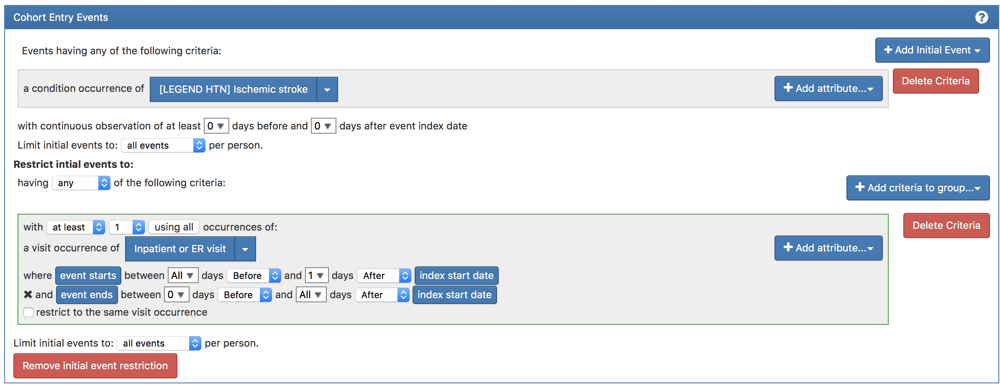 Cohort Entry Events ?
Events having any of the following criteria: + Add Initial Event
a condition occurrence of [LEGEND HTN] Ischemic stroke + Add attribute... Delete Criteria
with continuous observation of at least 0 days before and 0 days after event index date
Limit initial events to: all events per person.
Restrict intial events to:
having any of the following criteria: + Add criteria to group...
with at least 1 using all occurrences of: Delete Criteria
a visit occurrence of Inpatient or ER visit + Add attribute...
where event starts between All days Before and 1 days After index start date
✖ and event ends between 0 days Before and All days After index start date
restrict to the same visit occurrence
Limit initial events to: all events per person.
Remove initial event restriction